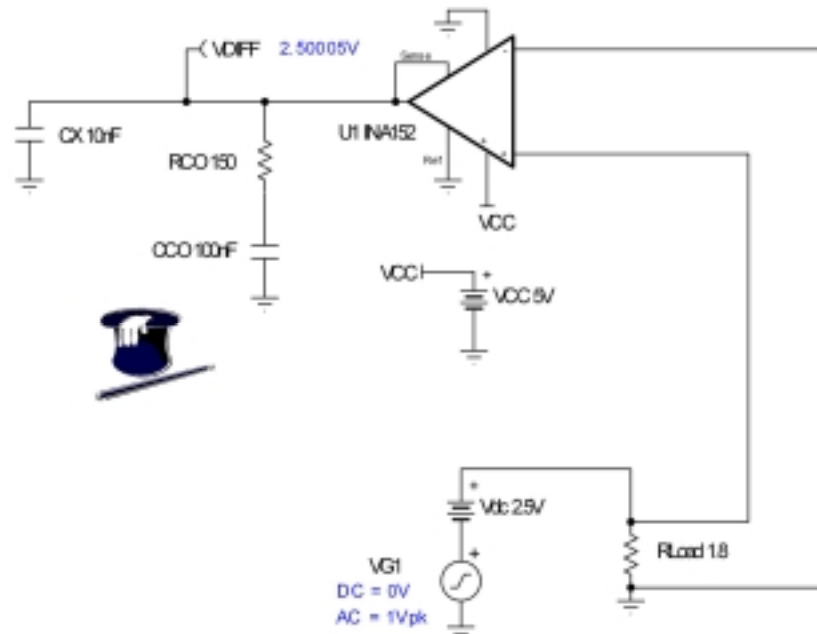 VDIFF 2.50005V
Sense
CX 10nF
U1 INA152
RCO 150
Ref
VCC
CCO 100nF
VCC
VCC 5V
Vdc 2.5V
RLoad 1.8
VG1
DC = 0V
AC = 1Vpk